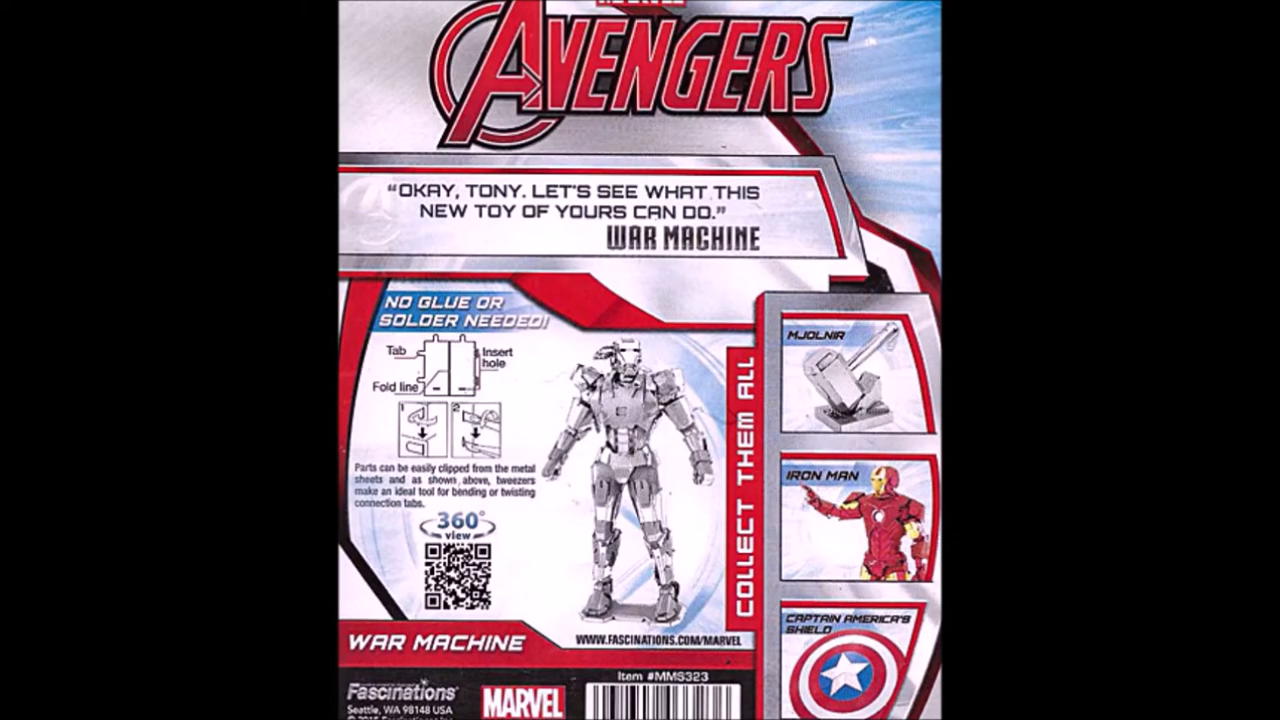 AVENGERS
“OKAY, TONY. LET'S SEE WHAT THIS
NEW TOY OF YOURS CAN DO.”
WAR MACHINE
NO GLUE OR
SOLDER NEEDED!
Tab
Insert
hole
Fold line
1
2
Parts can be easily clipped from the metal
sheets and as shown above, tweezers
make an ideal tool for bending or twisting
connection tabs.
360°
view
WAR MACHINE
WWW.FASCINATIONS.COM/MARVEL
COLLECT THEM ALL
MJOLNIR
IRON MAN
CAPTAIN AMERICA'S
SHIELD
Fascinations
Seattle, WA 98148 USA
MARVEL
Item #MMS323